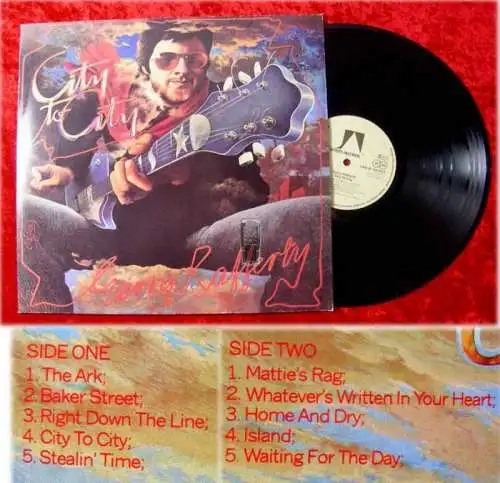 City
to
City
Gerry Rafferty
SIDE ONE
1. The Ark;
2. Baker Street;
3. Right Down The Line;
4. City To City;
5. Stealin' Time;
SIDE TWO
1. Mattie's Rag;
2. Whatever's Written In Your Heart;
3. Home And Dry;
4. Island;
5. Waiting For The Day;